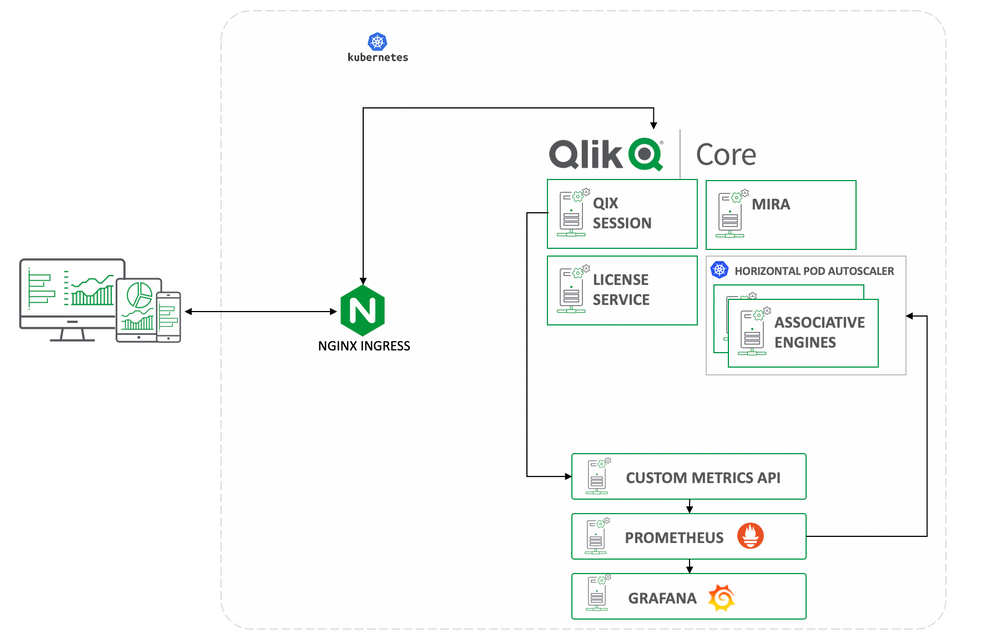 kubernetes
Qlik Q® | Core
QIX
SESSION
MIRA
LICENSE
SERVICE
HORIZONTAL POD AUTOSCALER
ASSOCIATIVE
ENGINES
N
NGINX INGRESS
CUSTOM METRICS API
PROMETHEUS
GRAFANA